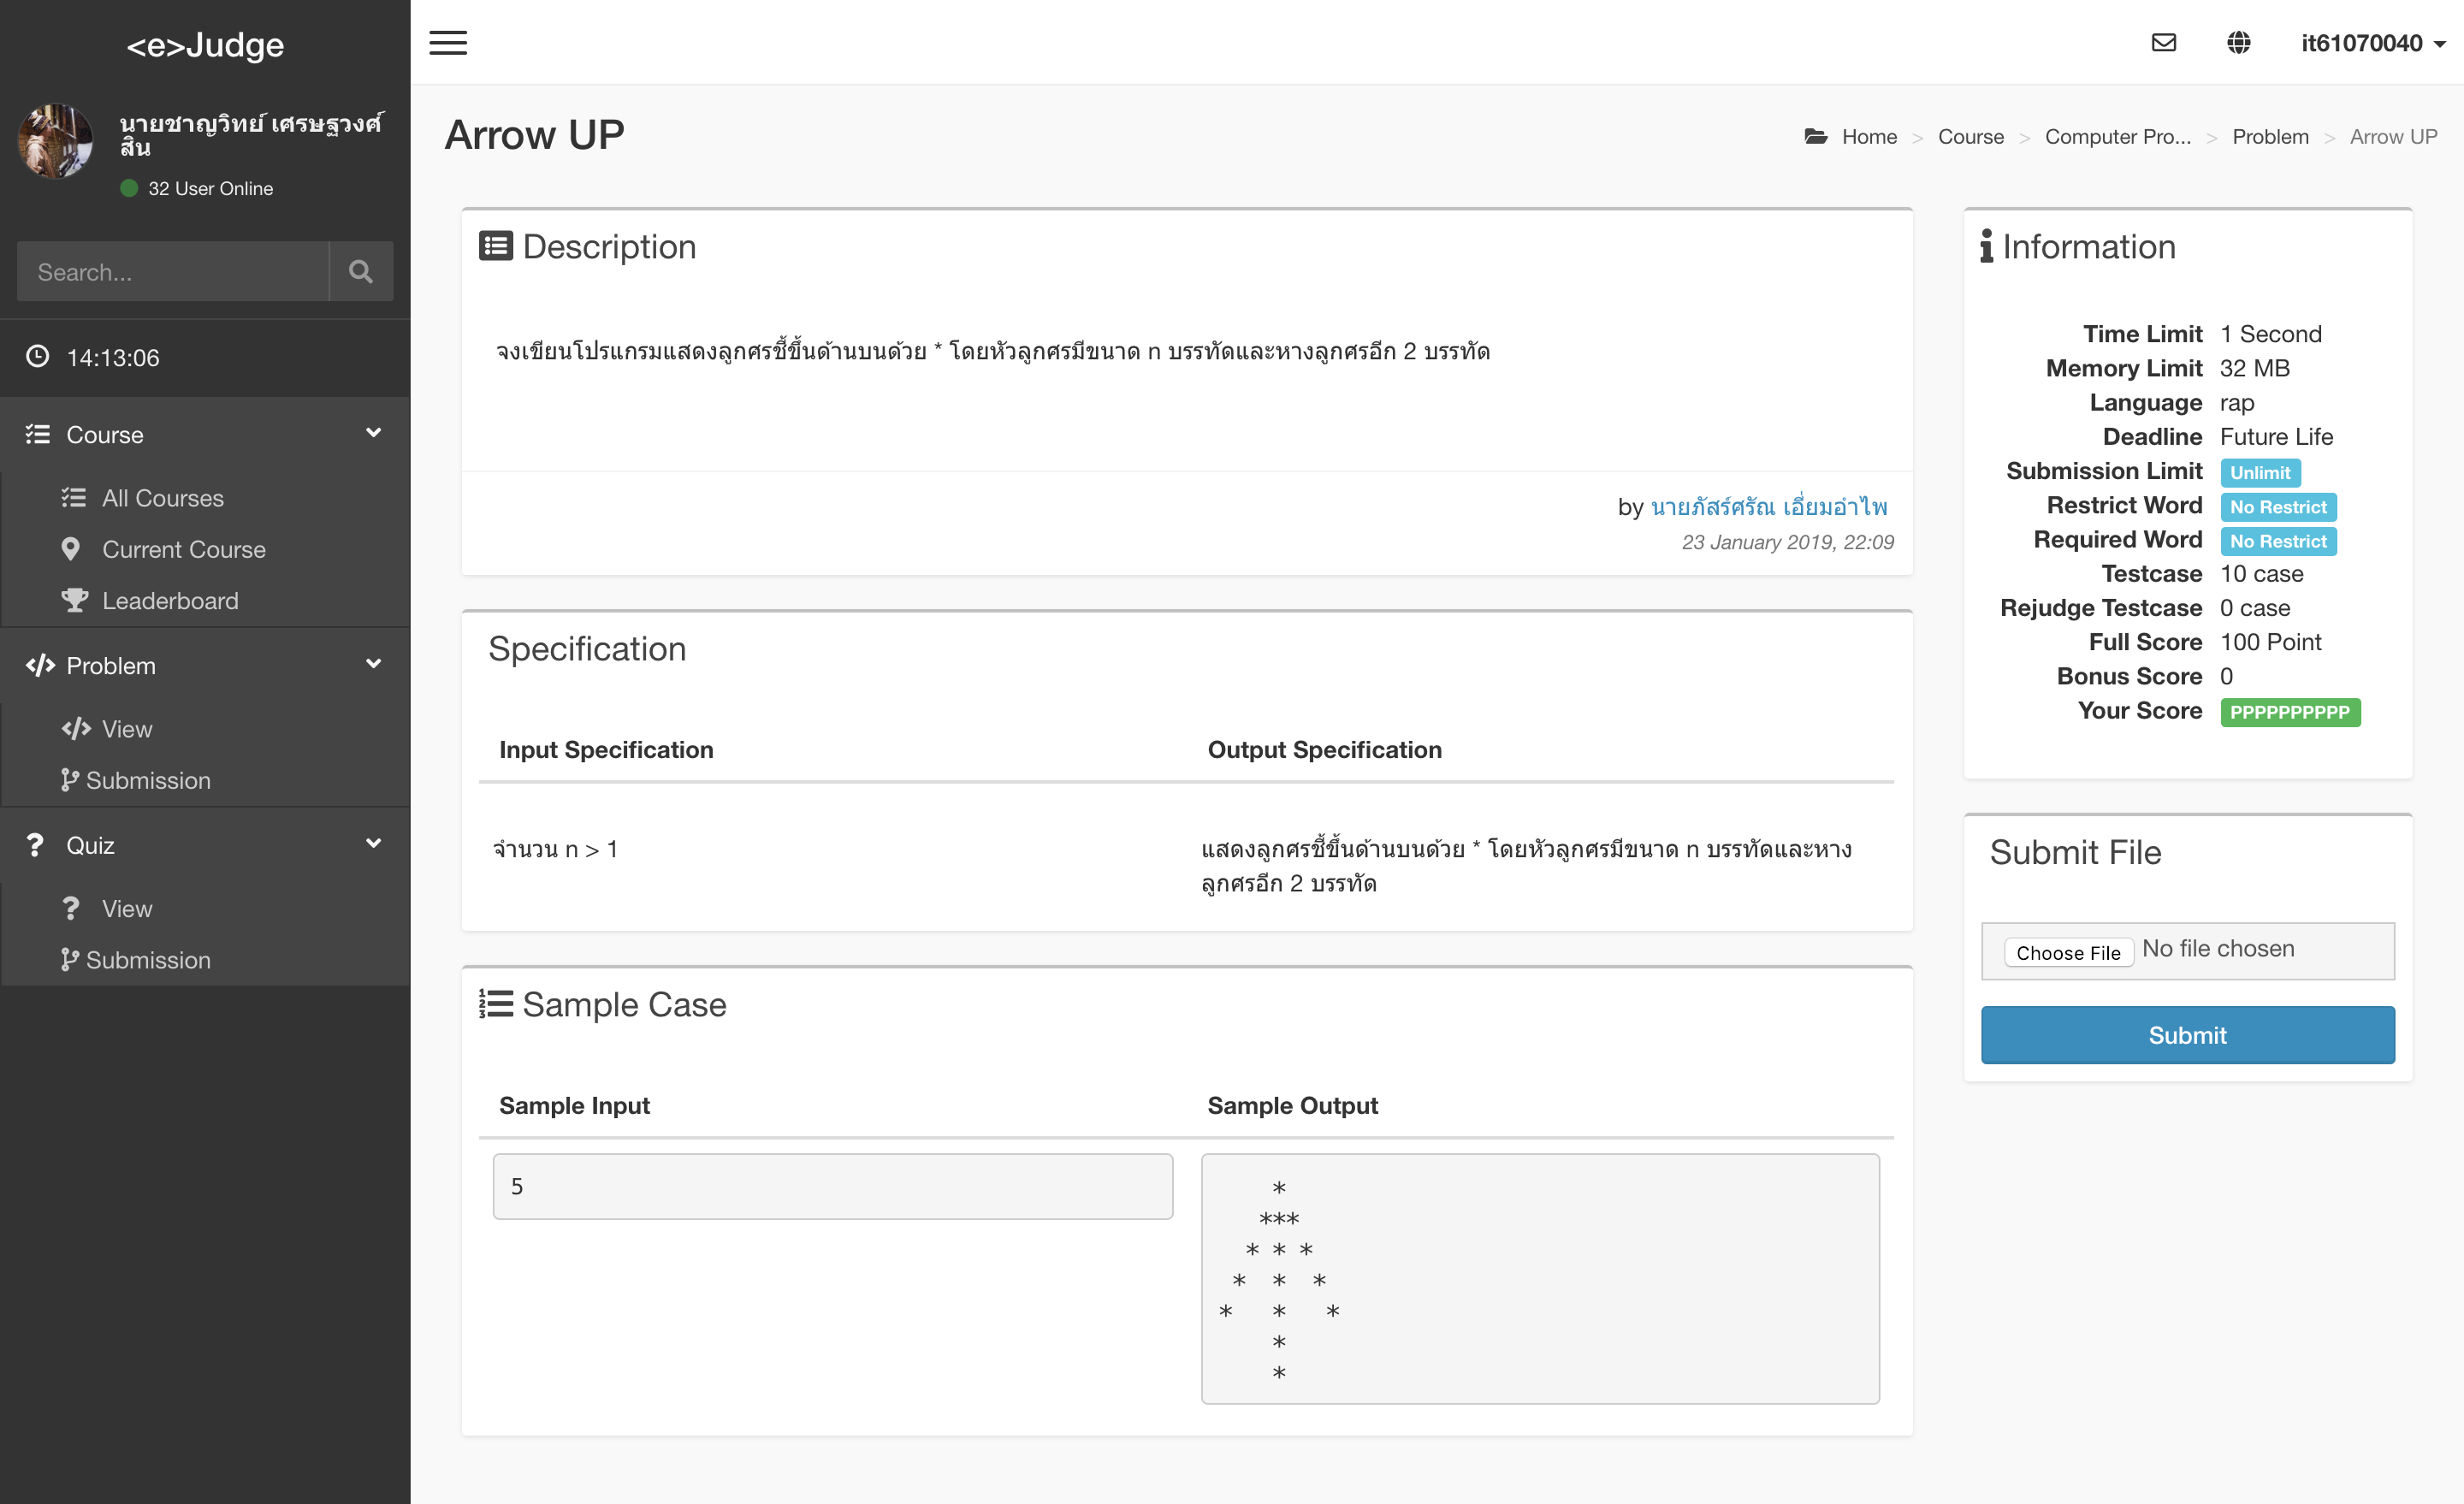 <e>Judge
it61070040
นายชาญวิทย์ เศรษฐวงศ์
สิน
32 User Online
Search...
14:13:06
Course
All Courses
Current Course
Leaderboard
Problem
View
Submission
Quiz
View
Submission
Arrow UP
Home > Course > Computer Pro... > Problem > Arrow UP
Description
จงเขียนโปรแกรมแสดงลูกศรชี้ขึ้นด้านบนด้วย * โดยหัวลูกศรมีขนาด n บรรทัดและหางลูกศรอีก 2 บรรทัด
by นายภัสร์ศรัณ เอี่ยมอำไพ
23 January 2019, 22:09
Specification
Input Specification Output Specification
จำนวน n > 1
แสดงลูกศรชี้ขึ้นด้านบนด้วย * โดยหัวลูกศรมีขนาด n บรรทัดและหาง
ลูกศรอีก 2 บรรทัด
Sample Case
Sample Input Sample Output
5
    *
   ***
  * * *
 *  *  *
*   *   *
    *
    *
Information
Time Limit 1 Second
Memory Limit 32 MB
Language rap
Deadline Future Life
Submission Limit Unlimit
Restrict Word No Restrict
Required Word No Restrict
Testcase 10 case
Rejudge Testcase 0 case
Full Score 100 Point
Bonus Score 0
Your Score PPPPPPPPPP
Submit File
Choose File No file chosen
Submit